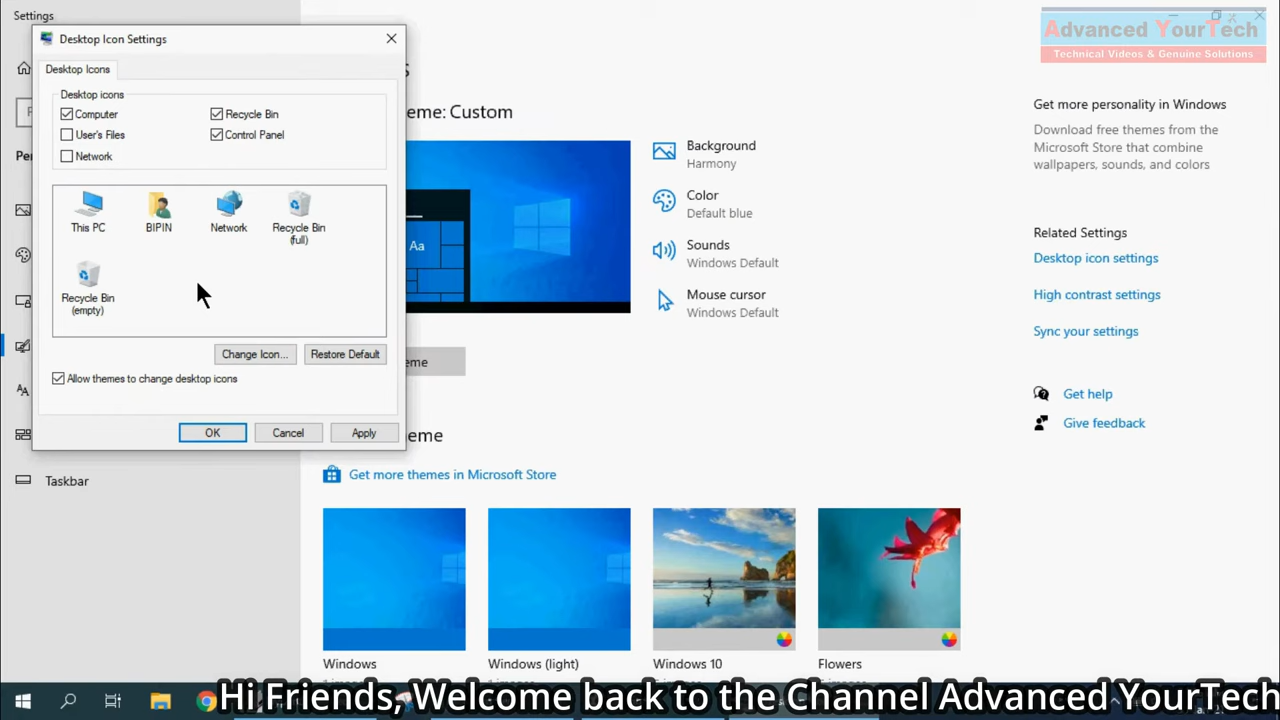 Settings
Desktop Icon Settings
Desktop Icons
Desktop icons
Computer
Recycle Bin
User's Files
Control Panel
Network
This PC
BIPIN
Network
Recycle Bin
(full)
Recycle Bin
(empty)
Change Icon...
Restore Default
Allow themes to change desktop icons
OK
Cancel
Apply
Taskbar
eme: Custom
Aa
Background
Harmony
Color
Default blue
Sounds
Windows Default
Mouse cursor
Windows Default
eme
eme
Get more themes in Microsoft Store
Windows
Windows (light)
Windows 10
Flowers
Advanced YourTech
Technical Videos & Genuine Solutions
Get more personality in Windows
Download free themes from the
Microsoft Store that combine
wallpapers, sounds, and colors
Related Settings
Desktop icon settings
High contrast settings
Sync your settings
Get help
Give feedback
Hi Friends, Welcome back to the Channel Advanced YourTech